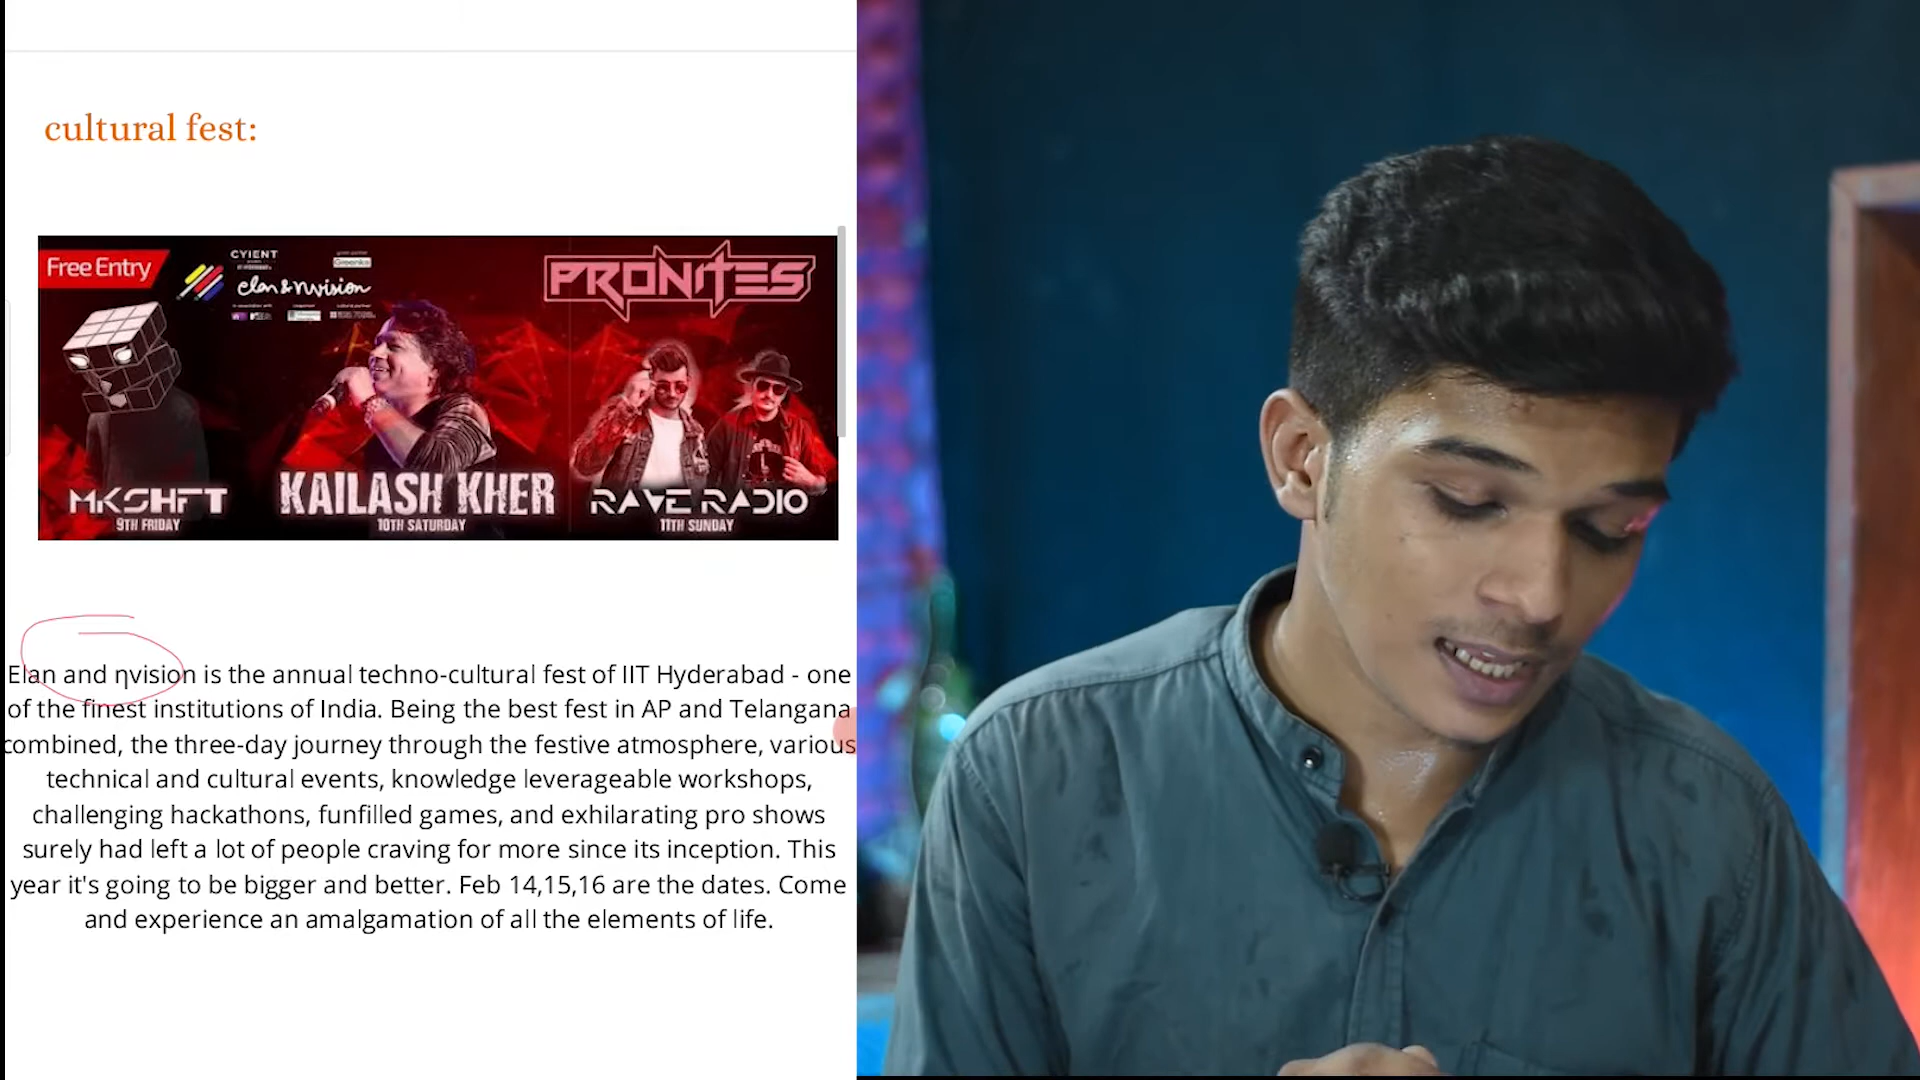 cultural fest:
Free Entry
CYIENT
Greenko
elan & ηvision
PRONITES
MKSHFT
9TH FRIDAY
KAILASH KHER
10TH SATURDAY
RAVE RADIO
11TH SUNDAY
Elan and ηvision is the annual techno-cultural fest of IIT Hyderabad - one
of the finest institutions of India. Being the best fest in AP and Telangana
combined, the three-day journey through the festive atmosphere, various
technical and cultural events, knowledge leverageable workshops,
challenging hackathons, funfilled games, and exhilarating pro shows
surely had left a lot of people craving for more since its inception. This
year it's going to be bigger and better. Feb 14,15,16 are the dates. Come
and experience an amalgamation of all the elements of life.